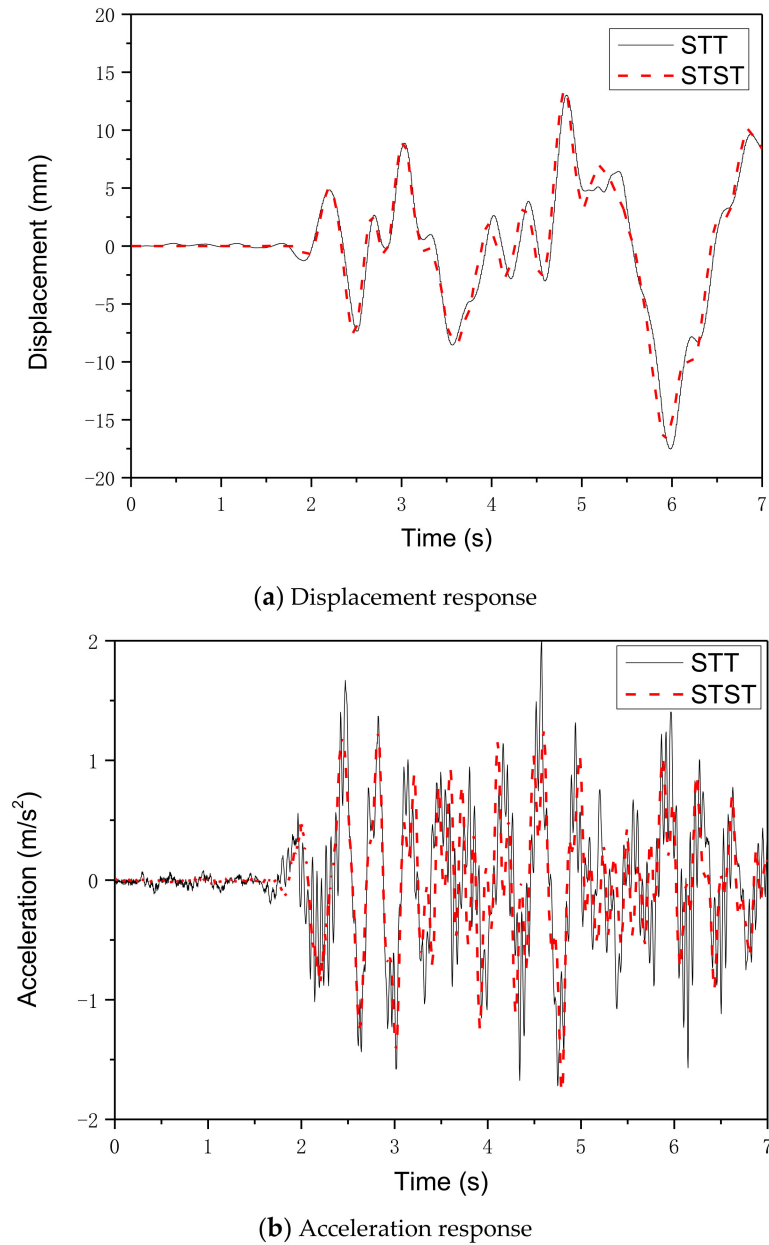 20
15
10
5
0
−5
−10
−15
−20
Displacement (mm)
STT
STST
0 1 2 3 4 5 6 7
Time (s)
(a) Displacement response
2
1
0
−1
−2
Acceleration (m/s²)
STT
STST
0 1 2 3 4 5 6 7
Time (s)
(b) Acceleration response